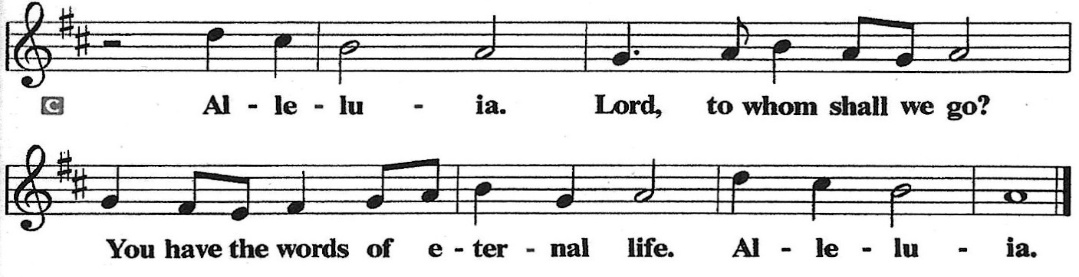 C Al - le - lu - ia. Lord, to whom shall we go?
You have the words of e - ter - nal life. Al - le - lu - ia.